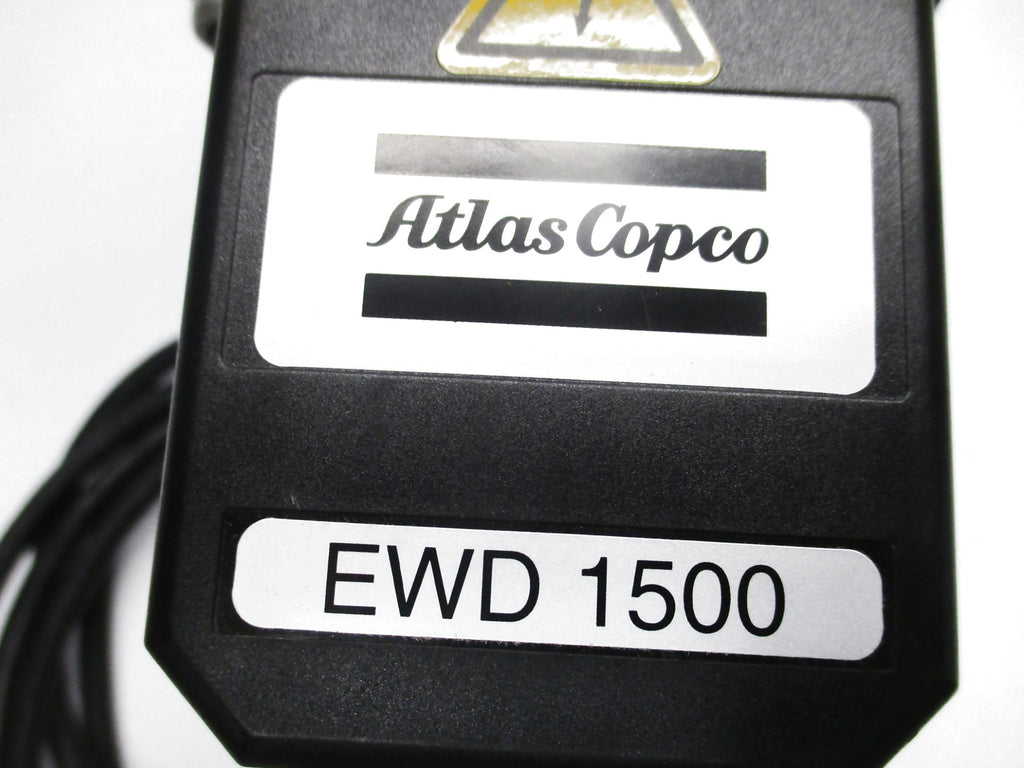 Atlas Copco
EWD 1500